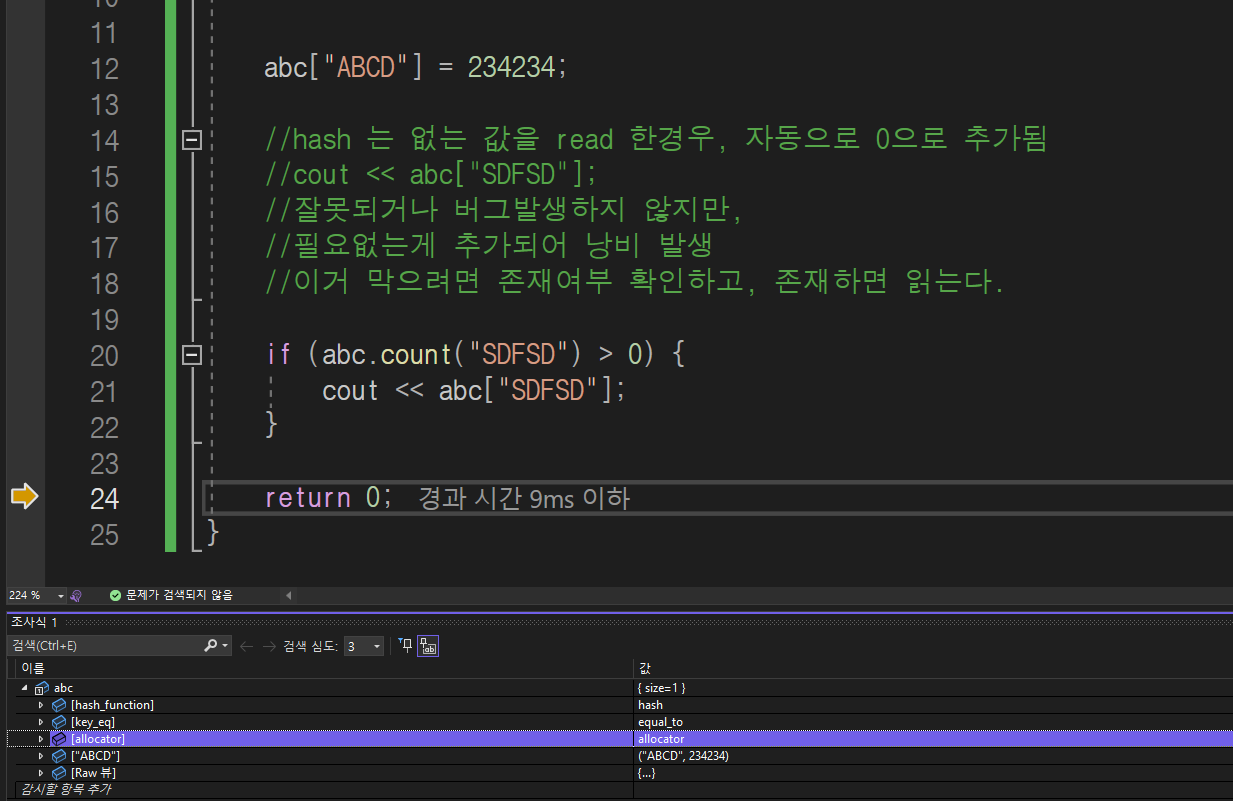 10
11
12 abc["ABCD"] = 234234;
13
14 //hash 는 없는 값을 read 한경우, 자동으로 0으로 추가됨
15 //cout << abc["SDFSD"];
16 //잘못되거나 버그발생하지 않지만,
17 //필요없는게 추가되어 낭비 발생
18 //이거 막으려면 존재여부 확인하고, 존재하면 읽는다.
19
20 if (abc.count("SDFSD") > 0) {
21 cout << abc["SDFSD"];
22 }
23
24 return 0; 경과 시간 9ms 이하
25 }
224 % 문제가 검색되지 않음
조사식 1
검색(Ctrl+E) 검색 심도: 3
이름 값
abc { size=1 }
[hash_function] hash
[key_eq] equal_to
[allocator] allocator
["ABCD"] ("ABCD", 234234)
[Raw 뷰] {...}
감시할 항목 추가